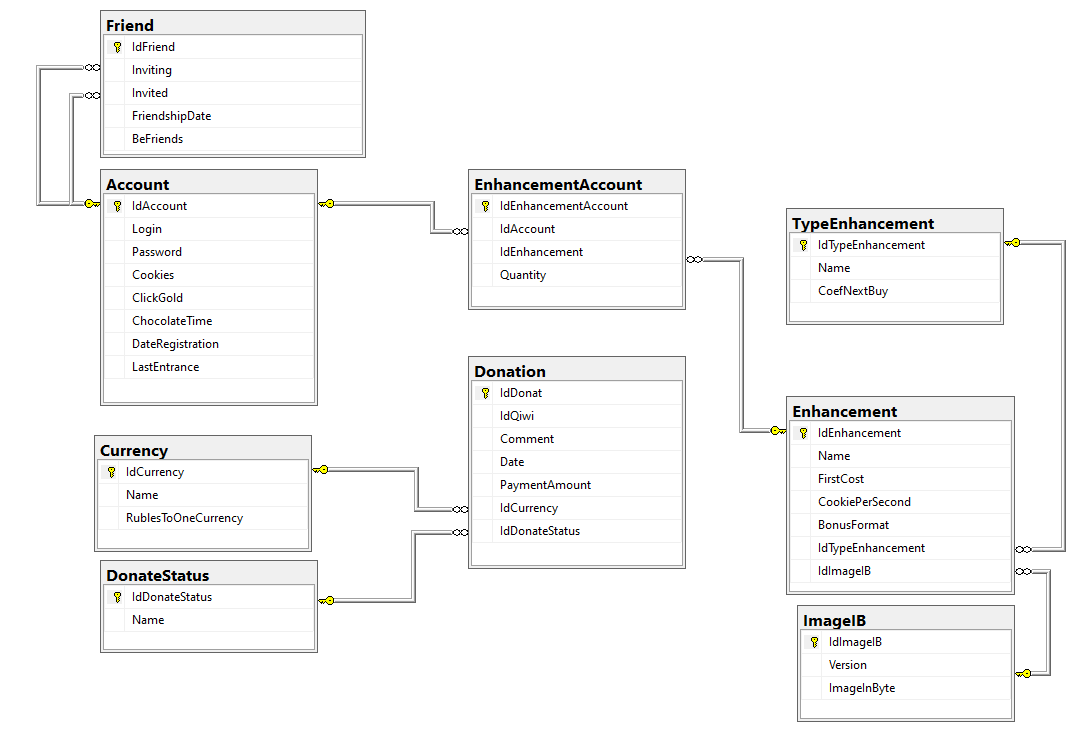 Friend
IdFriend
Inviting
Invited
FriendshipDate
BeFriends
Account
IdAccount
Login
Password
Cookies
ClickGold
ChocolateTime
DateRegistration
LastEntrance
EnhancementAccount
IdEnhancementAccount
IdAccount
IdEnhancement
Quantity
TypeEnhancement
IdTypeEnhancement
Name
CoefNextBuy
Donation
IdDonat
IdQiwi
Comment
Date
PaymentAmount
IdCurrency
IdDonateStatus
Enhancement
IdEnhancement
Name
FirstCost
CookiePerSecond
BonusFormat
IdTypeEnhancement
IdImageIB
Currency
IdCurrency
Name
RublesToOneCurrency
DonateStatus
IdDonateStatus
Name
ImageIB
IdImageIB
Version
ImageInByte